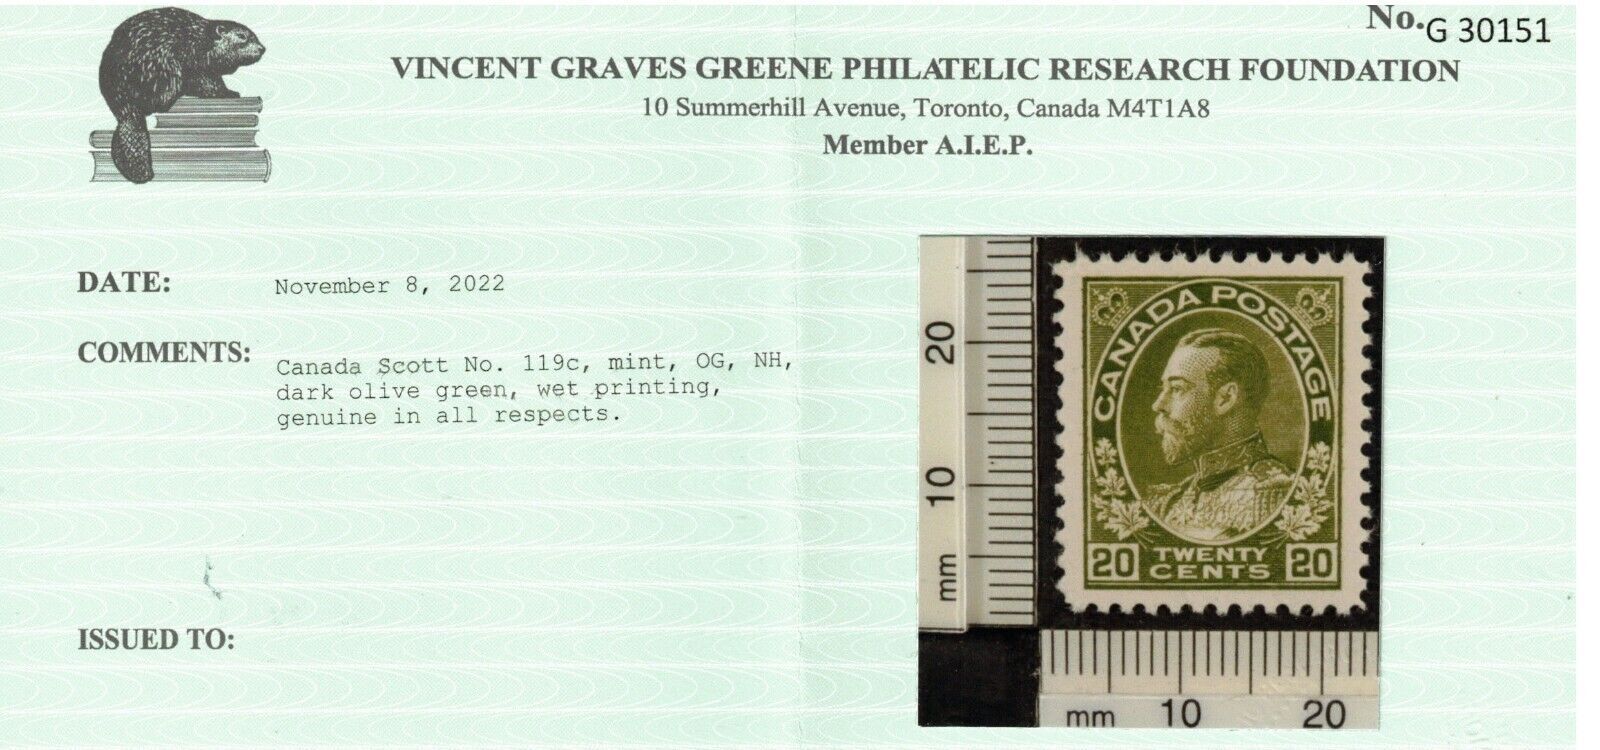 No. G 30151
VINCENT GRAVES GREENE PHILATELIC RESEARCH FOUNDATION
10 Summerhill Avenue, Toronto, Canada M4T1A8
Member A.I.E.P.
DATE: November 8, 2022
COMMENTS: Canada Scott No. 119c, mint, OG, NH,
dark olive green, wet printing,
genuine in all respects.
ISSUED TO:
20
10
mm
CANADA POSTAGE
20 TWENTY CENTS 20
mm 10 20